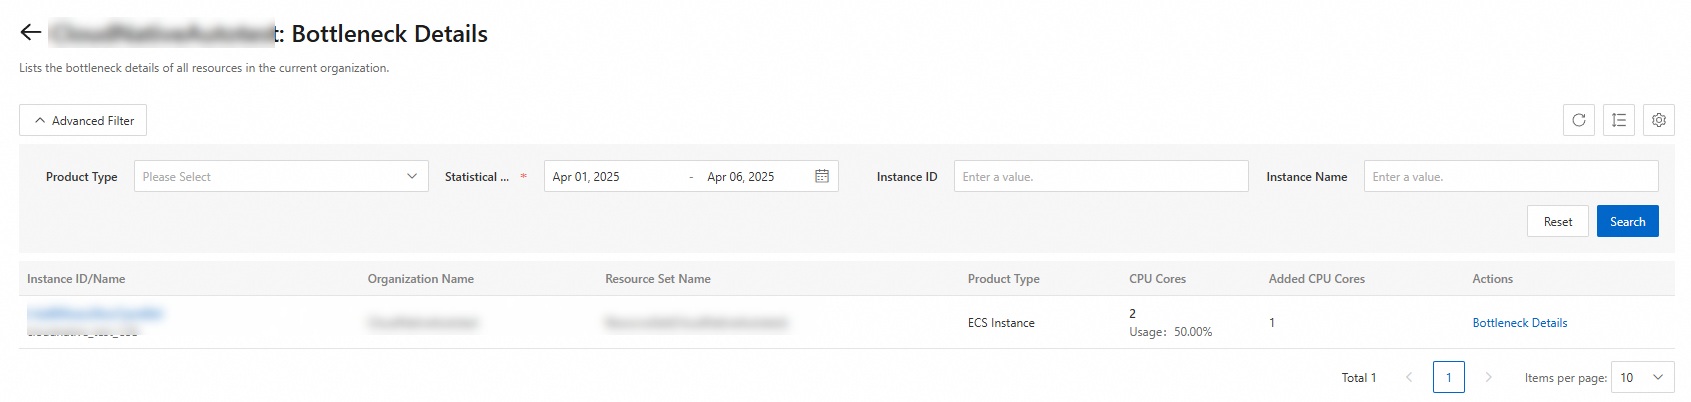 : Bottleneck Details
Lists the bottleneck details of all resources in the current organization.
Advanced Filter
Product Type Please Select Statistical ... * Apr 01, 2025 - Apr 06, 2025 Instance ID Enter a value. Instance Name Enter a value.
Reset Search
Instance ID/Name Organization Name Resource Set Name Product Type CPU Cores Added CPU Cores Actions
ECS Instance 2 1 Bottleneck Details
Usage: 50.00%
Total 1 1 Items per page: 10